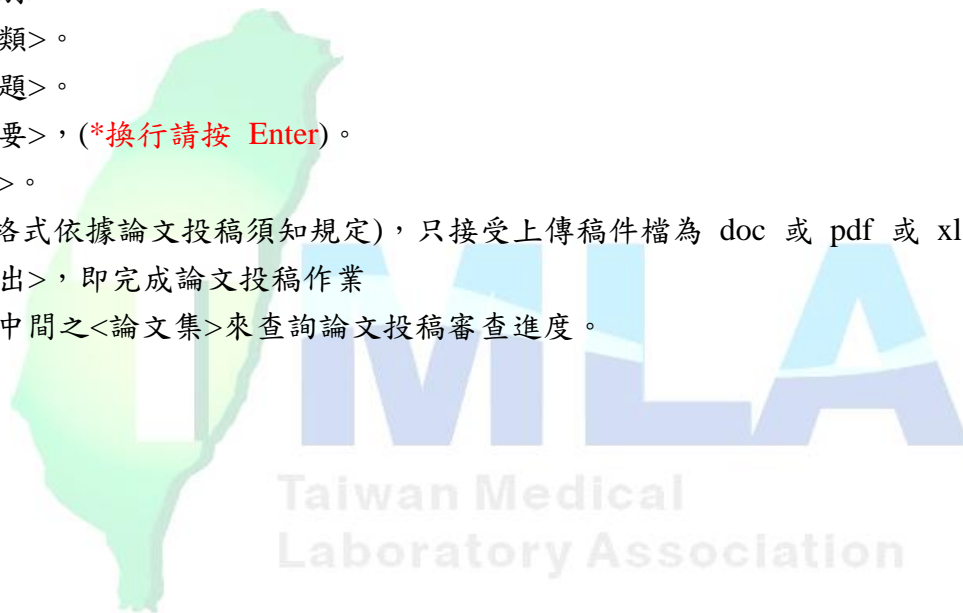 類>。
題>。
要>，(*換行請按 Enter)。
>。
格式依據論文投稿須知規定)，只接受上傳稿件檔為 doc 或 pdf 或 xl
出>，即完成論文投稿作業
中間之<論文集>來查詢論文投稿審查進度。
TMLA
Taiwan Medical
Laboratory Association